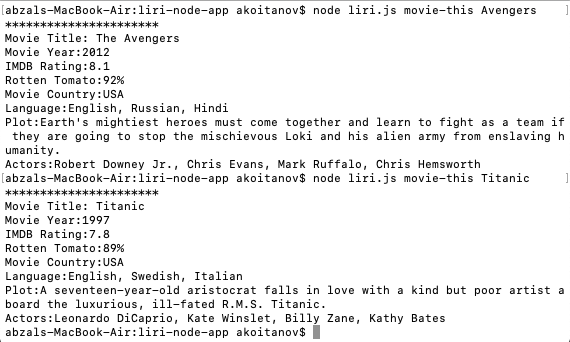 [abzals-MacBook-Air:liri-node-app akoitanov$ node liri.js movie-this Avengers ]
**********************
Movie Title: The Avengers
Movie Year:2012
IMDB Rating:8.1
Rotten Tomato:92%
Movie Country:USA
Language:English, Russian, Hindi
Plot:Earth's mightiest heroes must come together and learn to fight as a team if
 they are going to stop the mischievous Loki and his alien army from enslaving h
umanity.
Actors:Robert Downey Jr., Chris Evans, Mark Ruffalo, Chris Hemsworth
[abzals-MacBook-Air:liri-node-app akoitanov$ node liri.js movie-this Titanic ]
**********************
Movie Title: Titanic
Movie Year:1997
IMDB Rating:7.8
Rotten Tomato:89%
Movie Country:USA
Language:English, Swedish, Italian
Plot:A seventeen-year-old aristocrat falls in love with a kind but poor artist a
board the luxurious, ill-fated R.M.S. Titanic.
Actors:Leonardo DiCaprio, Kate Winslet, Billy Zane, Kathy Bates
abzals-MacBook-Air:liri-node-app akoitanov$